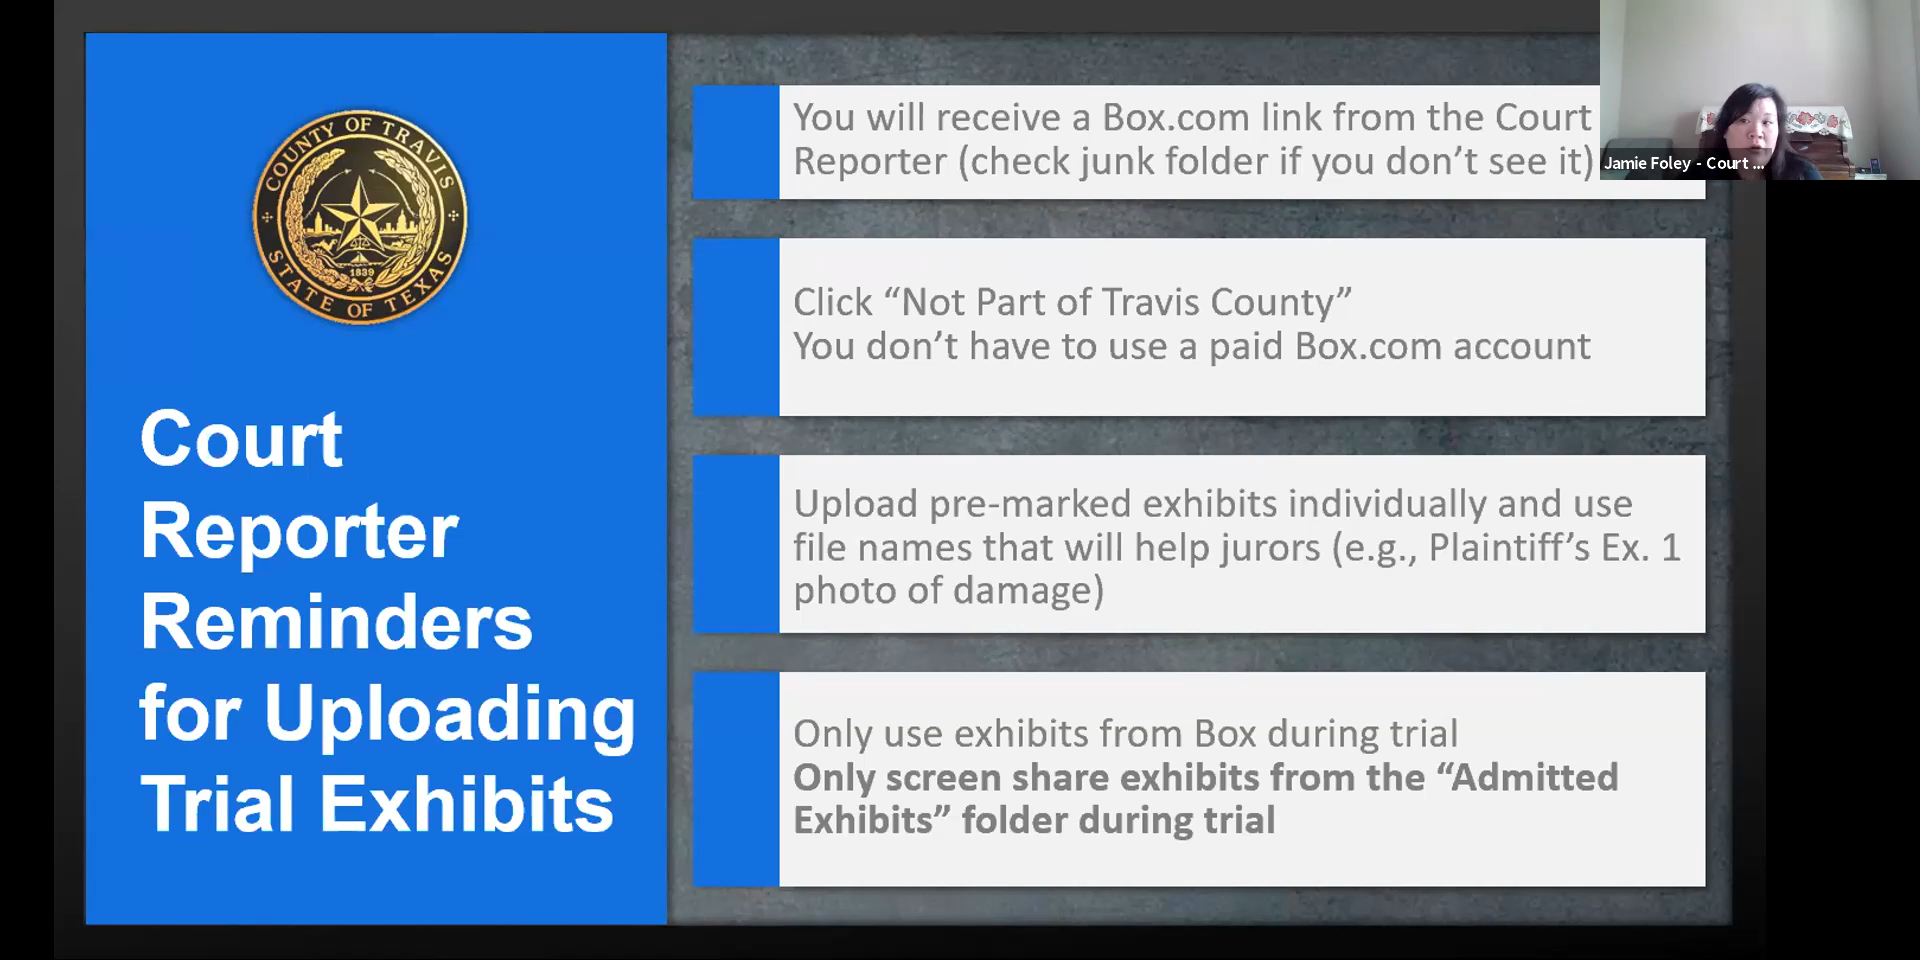 COUNTY OF TRAVIS
1839
STATE OF TEXAS
Court
Reporter
Reminders
for Uploading
Trial Exhibits
You will receive a Box.com link from the Court
Reporter (check junk folder if you don’t see it)
Click “Not Part of Travis County”
You don’t have to use a paid Box.com account
Upload pre-marked exhibits individually and use
file names that will help jurors (e.g., Plaintiff’s Ex. 1
photo of damage)
Only use exhibits from Box during trial
Only screen share exhibits from the “Admitted
Exhibits” folder during trial
Jamie Foley - Court ...